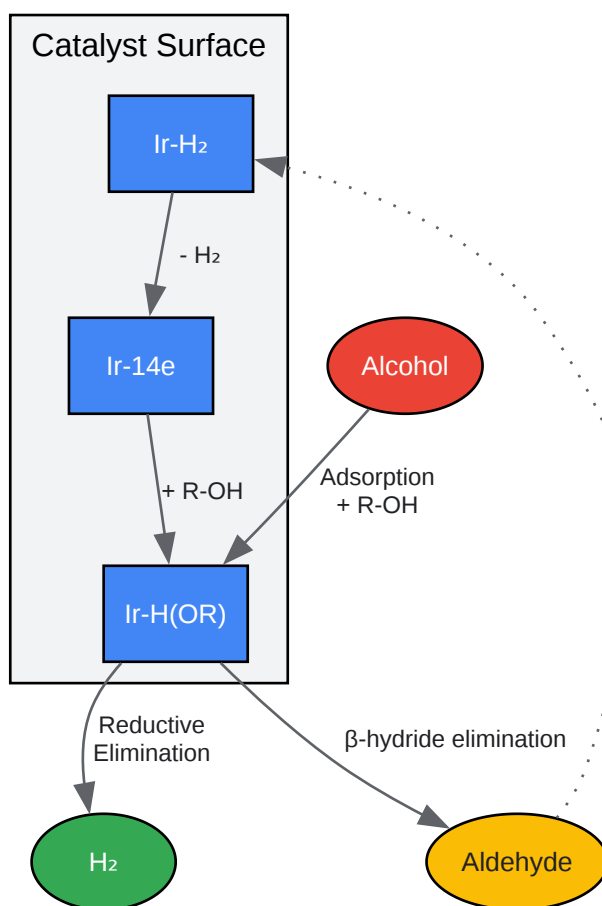 Catalyst Surface
Ir-H₂
- H₂
Ir-14e
Alcohol
+ R-OH
Adsorption
+ R-OH
Ir-H(OR)
Reductive
Elimination
β-hydride elimination
H₂
Aldehyde